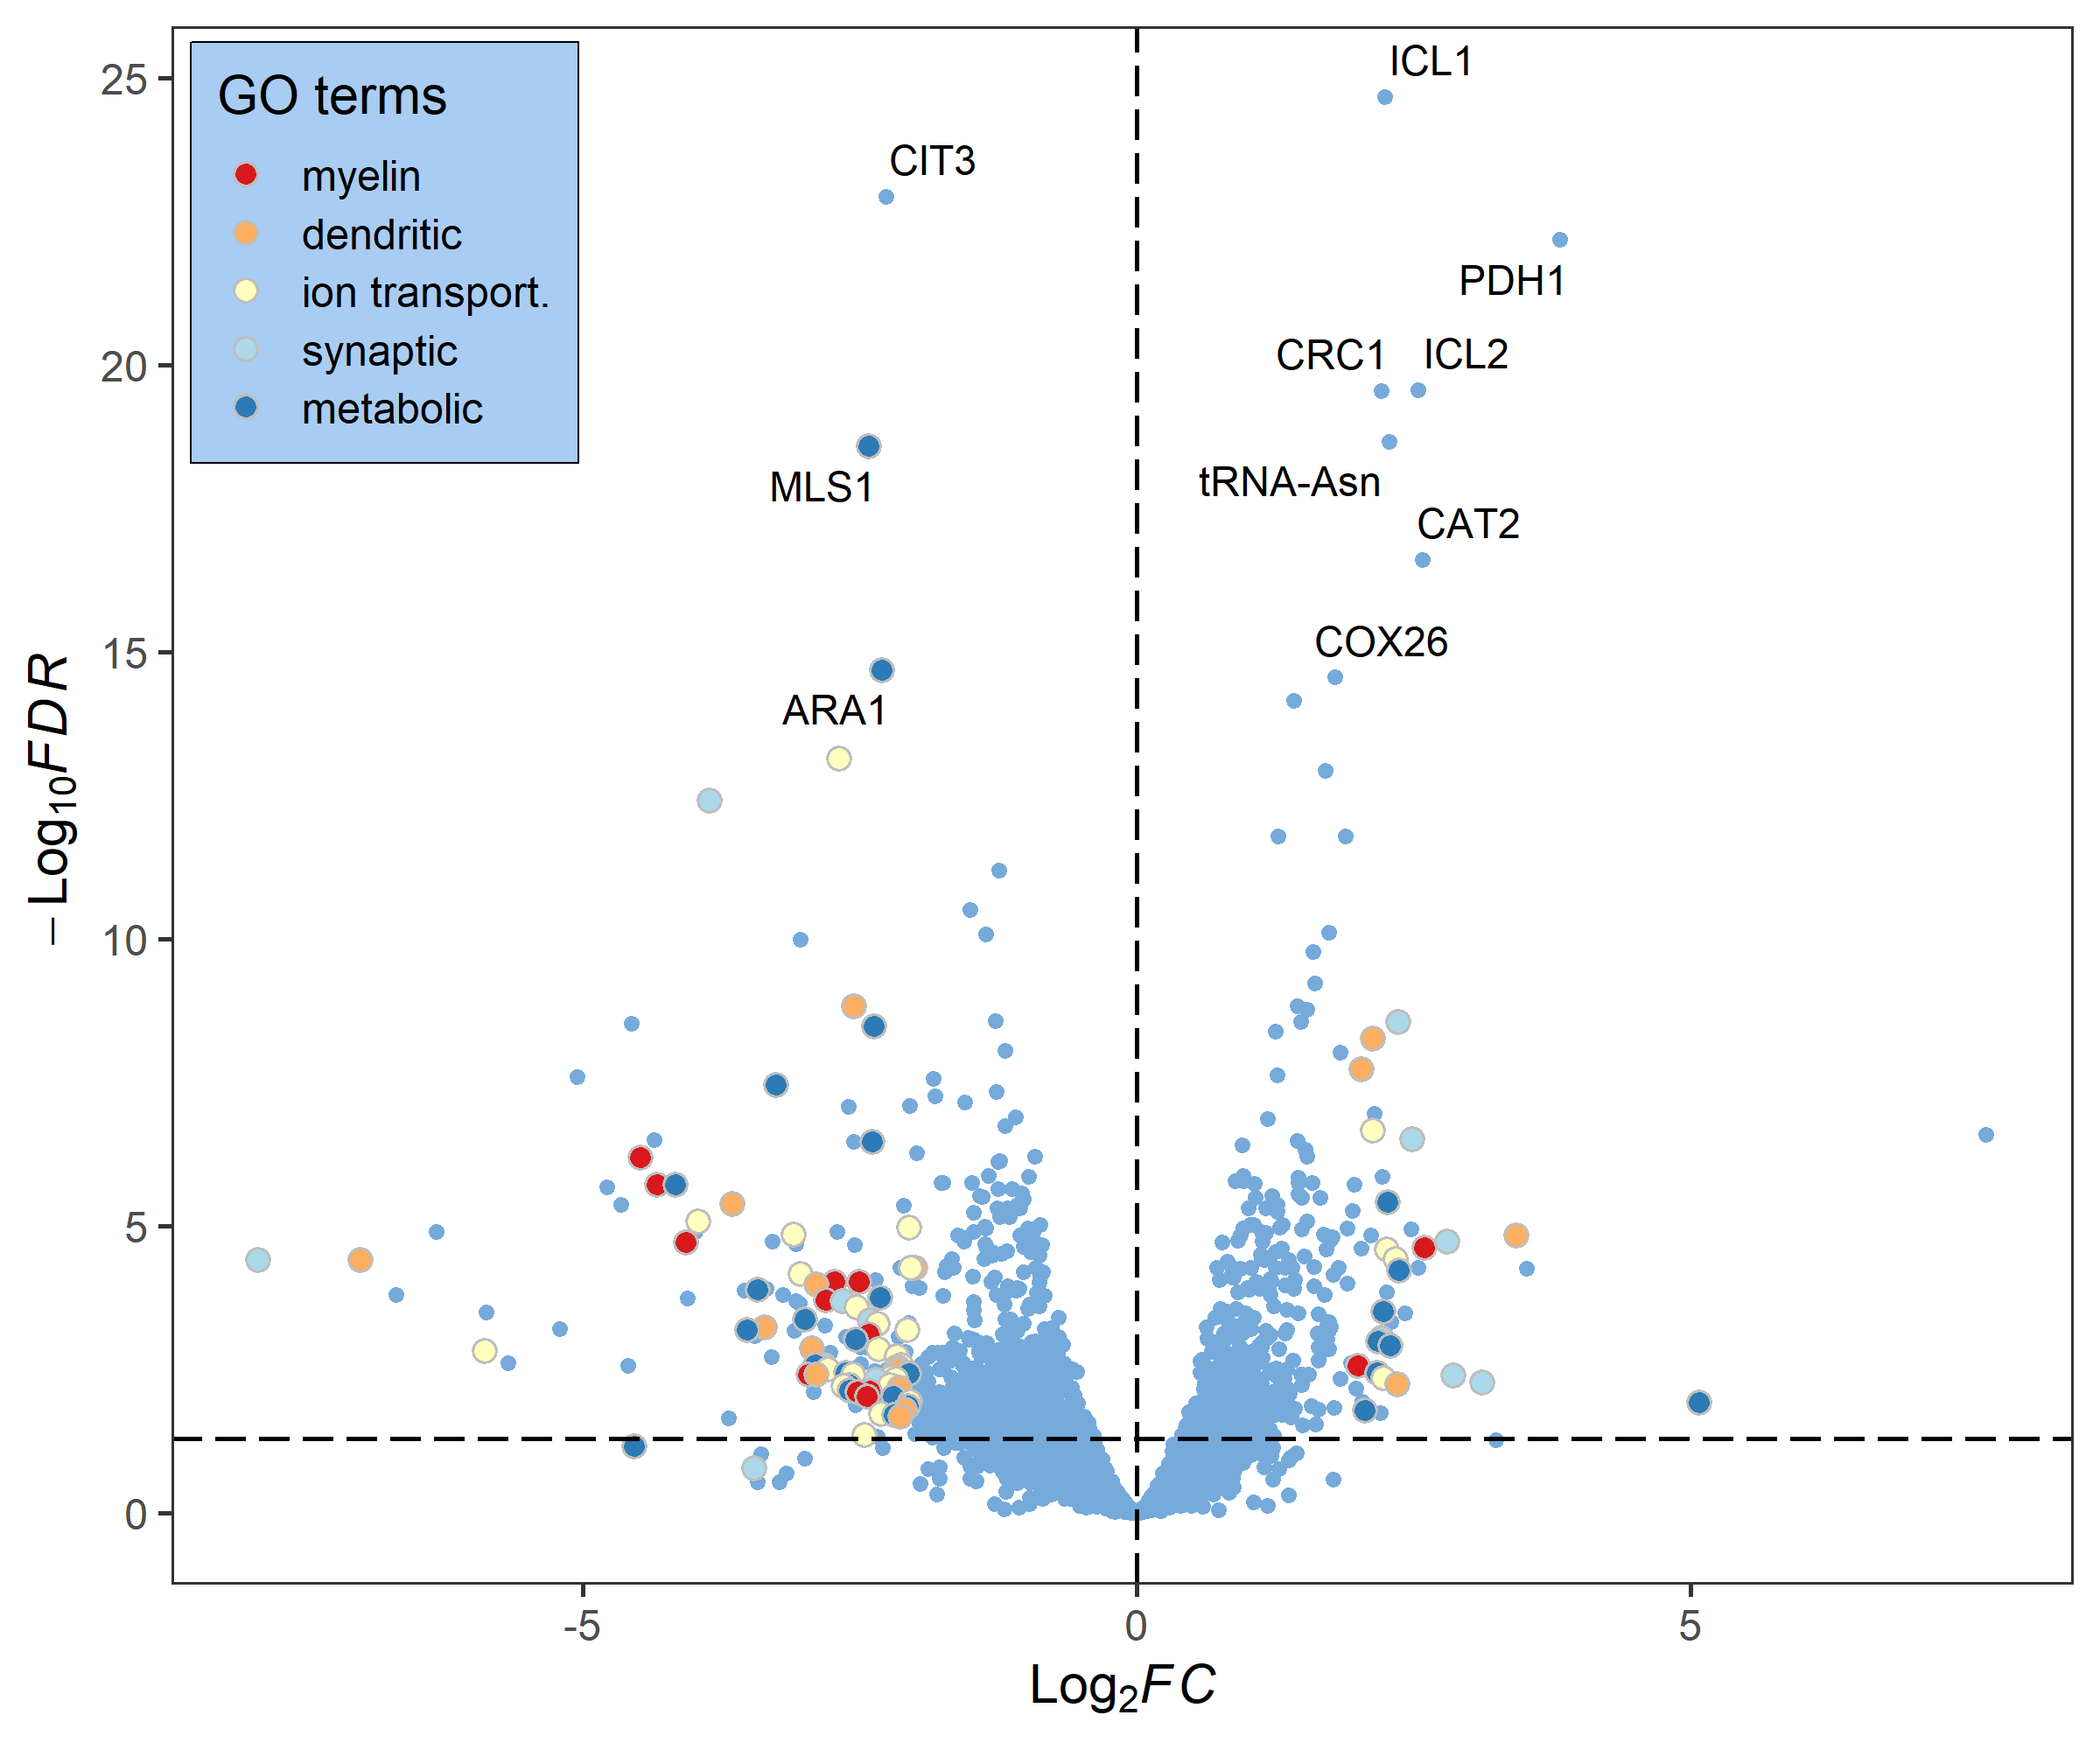 GO terms
myelin
dendritic
ion transport.
synaptic
metabolic
ICL1
CIT3
PDH1
CRC1
ICL2
MLS1
tRNA-Asn
CAT2
COX26
ARA1
25
20
15
10
5
0
−Log10FDR
-5
0
5
Log2FC